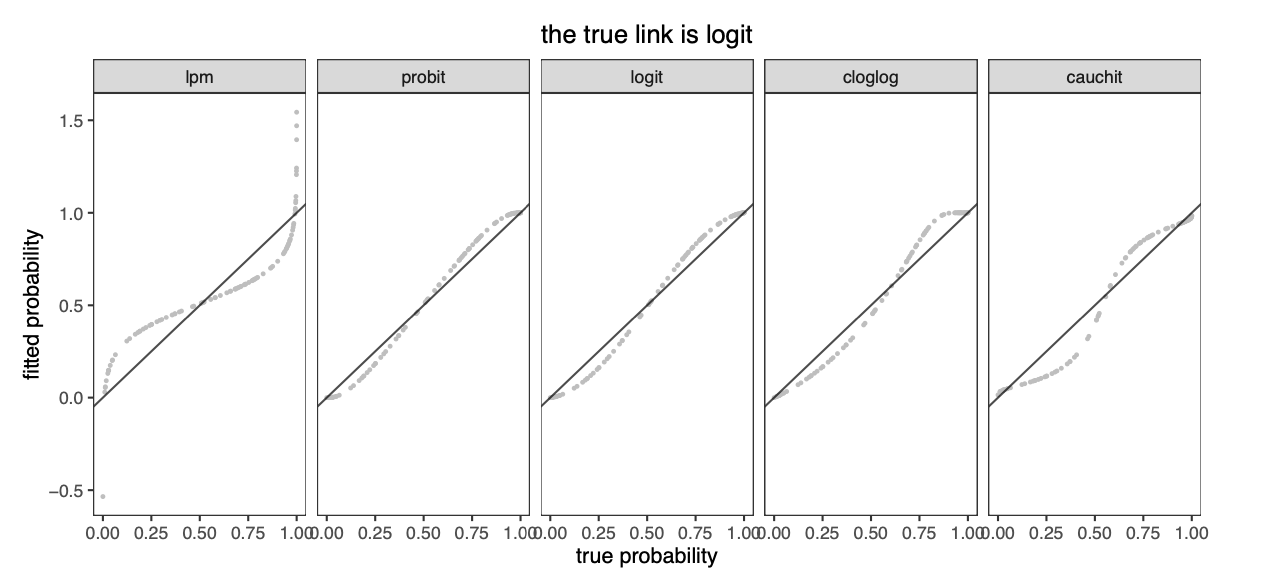 the true link is logit
lpm probit logit cloglog cauchit
1.5
1.0
0.5
0.0
−0.5
fitted probability
0.00 0.25 0.50 0.75 1.00 0.00 0.25 0.50 0.75 1.00 0.00 0.25 0.50 0.75 1.00 0.00 0.25 0.50 0.75 1.00 0.00 0.25 0.50 0.75 1.00
true probability